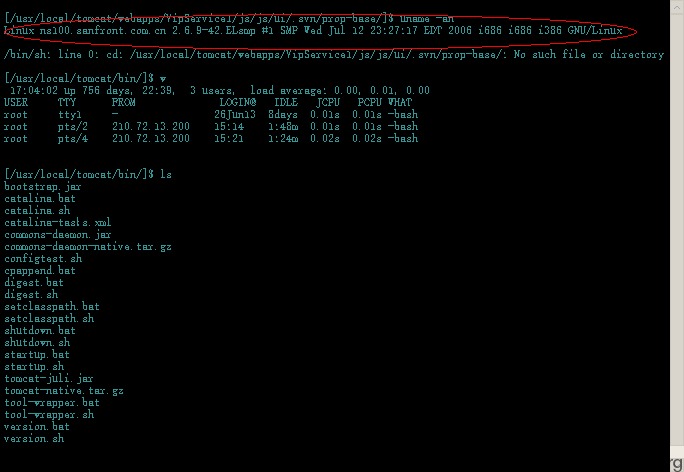 [/usr/local/tomcat/webapps/VipService1/js/js/ui/.svn/prop-base/]$ uname -an
Linux ns100.sanfront.com.cn 2.6.9-42.ELsmp #1 SMP Wed Jul 12 23:27:17 EDT 2006 i686 i686 i386 GNU/Linux
/bin/sh: line 0: cd: /usr/local/tomcat/webapps/VipService1/js/js/ui/.svn/prop-base/: No such file or directory
[/usr/local/tomcat/bin/]$ w
17:04:02 up 756 days, 22:39, 3 users, load average: 0.00, 0.01, 0.00
USER TTY FROM LOGIN@ IDLE JCPU PCPU WHAT
root tty1 - 26Jun13 8days 0.01s 0.01s -bash
root pts/2 210.72.13.200 15:14 1:48m 0.01s 0.01s -bash
root pts/4 210.72.13.200 15:21 1:24m 0.02s 0.02s -bash
[/usr/local/tomcat/bin/]$ ls
bootstrap.jar
catalina.bat
catalina.sh
catalina-tasks.xml
commons-daemon.jar
commons-daemon-native.tar.gz
configtest.sh
cpappend.bat
digest.bat
digest.sh
setclasspath.bat
setclasspath.sh
shutdown.bat
shutdown.sh
startup.bat
startup.sh
tomcat-juli.jar
tomcat-native.tar.gz
tool-wrapper.bat
tool-wrapper.sh
version.bat
version.sh
rg